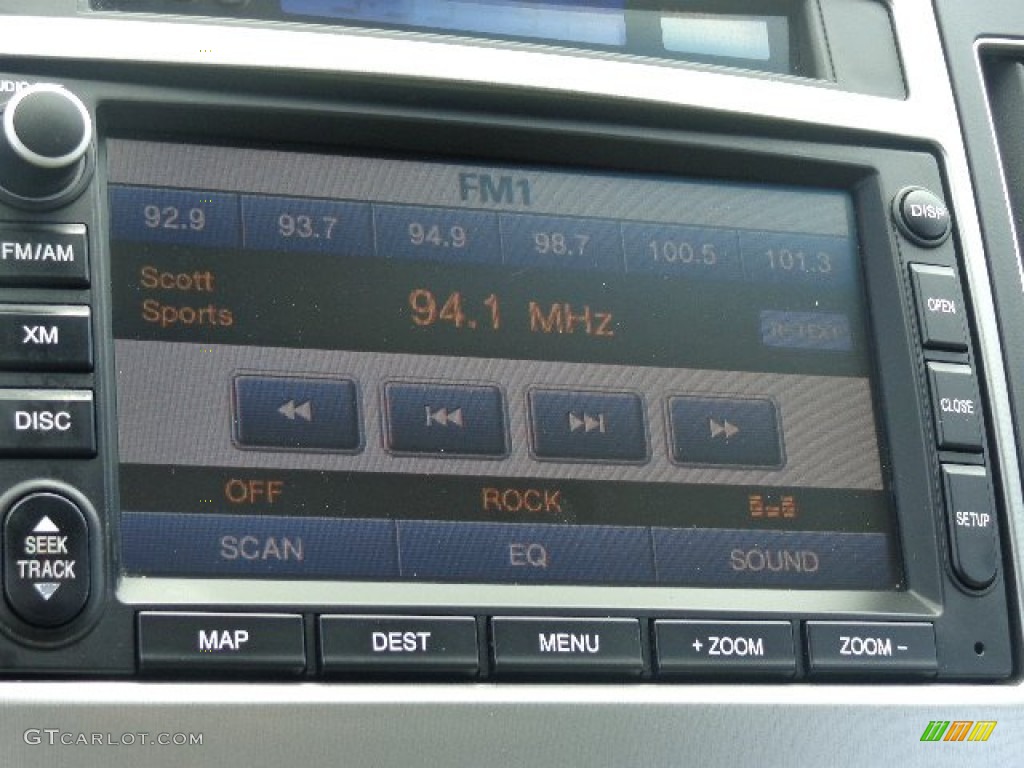 FM1
92.9 93.7 94.9 98.7 100.5 101.3
DISP
FM/AM
Scott
Sports
94.1 MHz
OPEN
XM
DISC
CLOSE
OFF ROCK
SETUP
SEEK
TRACK
SCAN EQ SOUND
MAP DEST MENU + ZOOM ZOOM -
GTCARLOT.COM